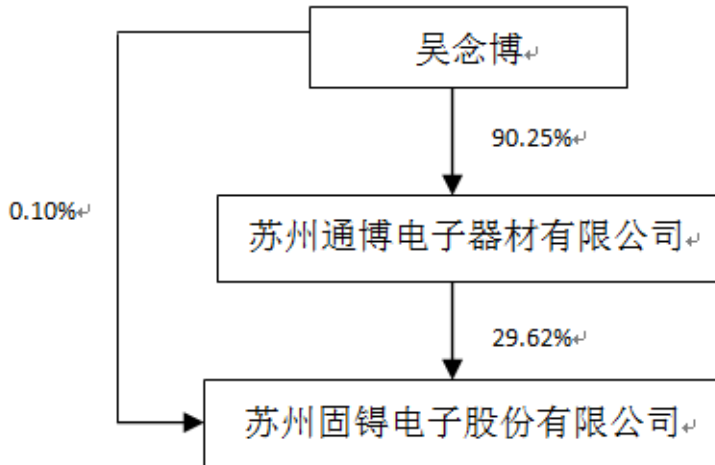 吴念博
90.25%
0.10%
苏州通博电子器材有限公司
29.62%
苏州固锝电子股份有限公司